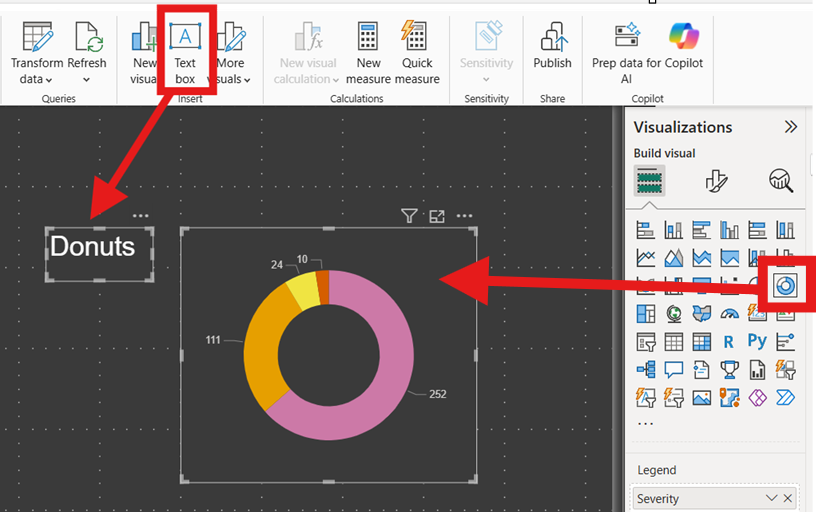 Transform
data
Refresh
New
visual
Text
box
More
visuals
New visual
calculation
New
measure
Quick
measure
Sensitivity
Publish
Prep data for
AI
Copilot
Queries
Insert
Calculations
Sensitivity
Share
Copilot
Visualizations
Build visual
Donuts
24
10
111
252
R
Py
Legend
Severity